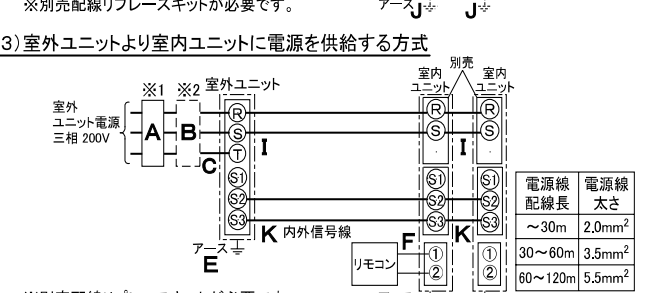 ※別売配線リプレースキットが必要です。
アース J J
3) 室外ユニットより室内ユニットに電源を供給する方式
別売
※1 ※2 室外ユニット
室内ユニット
室内ユニット
室外
ユニット電源
三相 200V
A B C
R
S
T
S1
S2
S3
I
R
S
S1
S2
S3
I
R
S
S1
S2
S3
K 内外信号線
K
アース
E
F
リモコン
①
②
①
②
電源線配線長 電源線太さ
~30m 2.0mm²
30~60m 3.5mm²
60~120m 5.5mm²